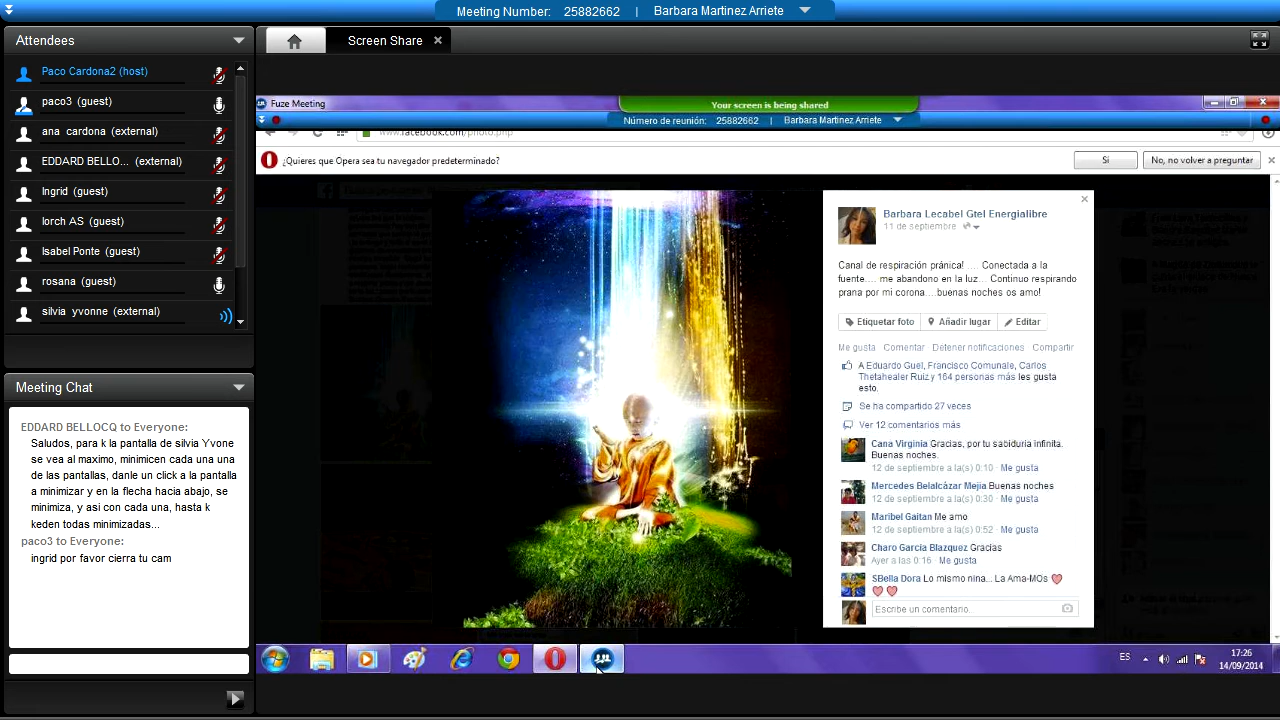 Meeting Number: 25882662 | Barbara Martinez Arriete
Attendees
Screen Share
Paco Cardona2 (host)
paco3 (guest)
ana cardona (external)
EDDARD BELLO... (external)
Ingrid (guest)
lorch AS (guest)
Isabel Ponte (guest)
rosana (guest)
silvia yvonne (external)
Meeting Chat
EDDARD BELLOCQ to Everyone:
Saludos, para k la pantalla de silvia Yvone
se vea al maximo, minimicen cada una una
de las pantallas, danle un click a la pantalla
a minimizar y en la flecha hacia abajo, se
minimiza, y asi con cada una, hasta k
keden todas minimizadas...
paco3 to Everyone:
ingrid por favor cierra tu cam
Fuze Meeting
Your screen is being shared
Número de reunión: 25882662 | Barbara Martinez Arriete
www.facebook.com/photo.php
¿Quieres que Opera sea tu navegador predeterminado?
Sí
No, no volver a preguntar
Barbara Lecabel Gtel Energialibre
11 de septiembre
Canal de respiración pránica! .... Conectada a la
fuente.... me abandono en la luz... Continuo respirando
prana por mi corona....buenas noches os amo!
Etiquetar foto
Añadir lugar
Editar
Me gusta Comentar Detener notificaciones Compartir
A Eduardo Guel, Francisco Comunale, Carlos
Thetahealer Ruiz y 164 personas más les gusta
esto.
Se ha compartido 27 veces
Ver 12 comentarios más
Cana Virginia Gracias, por tu sabiduria infinita.
Buenas noches.
12 de septiembre a la(s) 0:10 · Me gusta
Mercedes Belalcázar Mejia Buenas noches
12 de septiembre a la(s) 0:30 · Me gusta
Maribel Gaitan Me amo
12 de septiembre a la(s) 0:52 · Me gusta
Charo Garcia Blazquez Gracias
Ayer a las 0:16 · Me gusta
SBella Dora Lo mismo nina... La Ama-MOs
Escribe un comentario...
ES
17:26
14/09/2014